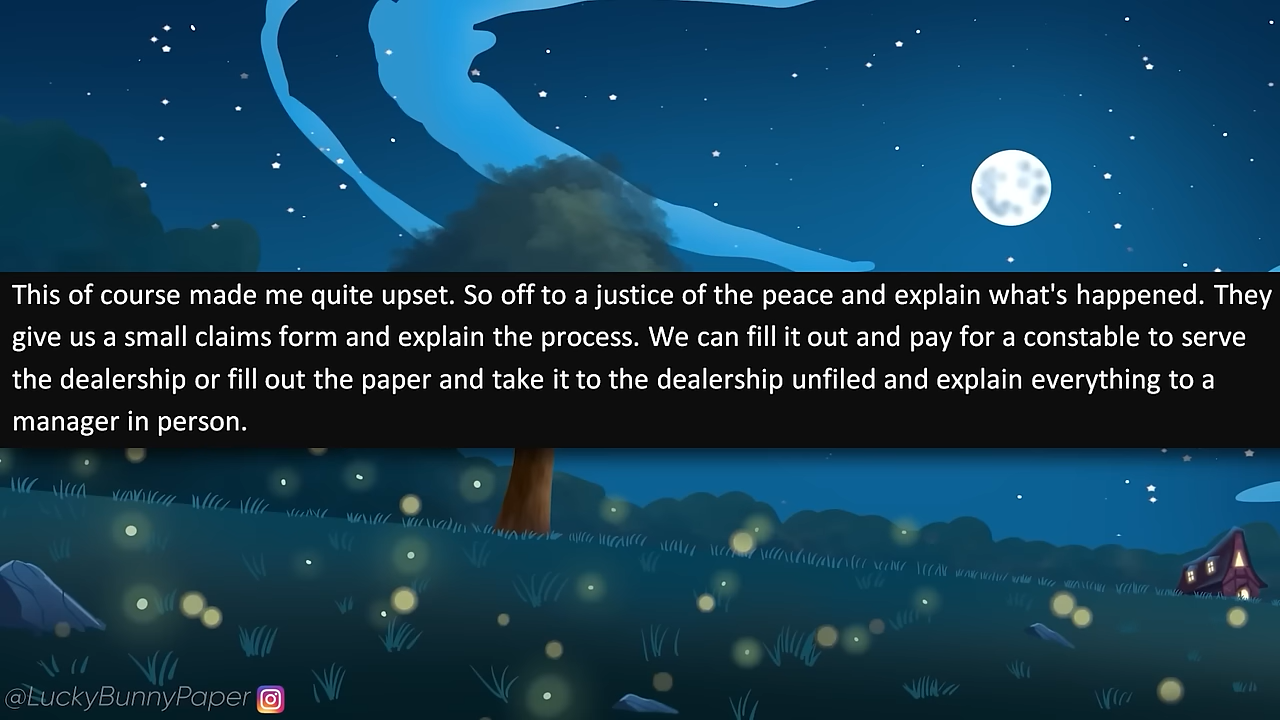 This of course made me quite upset. So off to a justice of the peace and explain what's happened. They
give us a small claims form and explain the process. We can fill it out and pay for a constable to serve
the dealership or fill out the paper and take it to the dealership unfiled and explain everything to a
manager in person.
@LuckyBunnyPaper